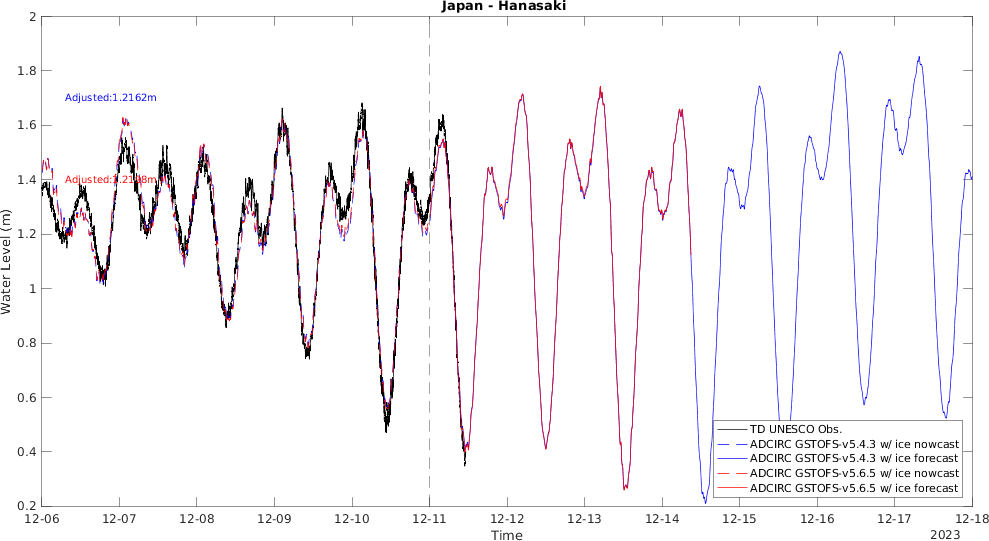 Japan - Hanasaki
2
1.8
1.6
1.4
1.2
1
0.8
0.6
0.4
0.2
Water Level (m)
Adjusted:1.2162m
TD UNESCO Obs.
ADCIRC GSTOFS-v5.4.3 w/ ice nowcast
ADCIRC GSTOFS-v5.4.3 w/ ice forecast
ADCIRC GSTOFS-v5.6.5 w/ ice nowcast
ADCIRC GSTOFS-v5.6.5 w/ ice forecast
12-06 12-07 12-08 12-09 12-10 12-11 12-12 12-13 12-14 12-15 12-16 12-17 12-18
Time
2023